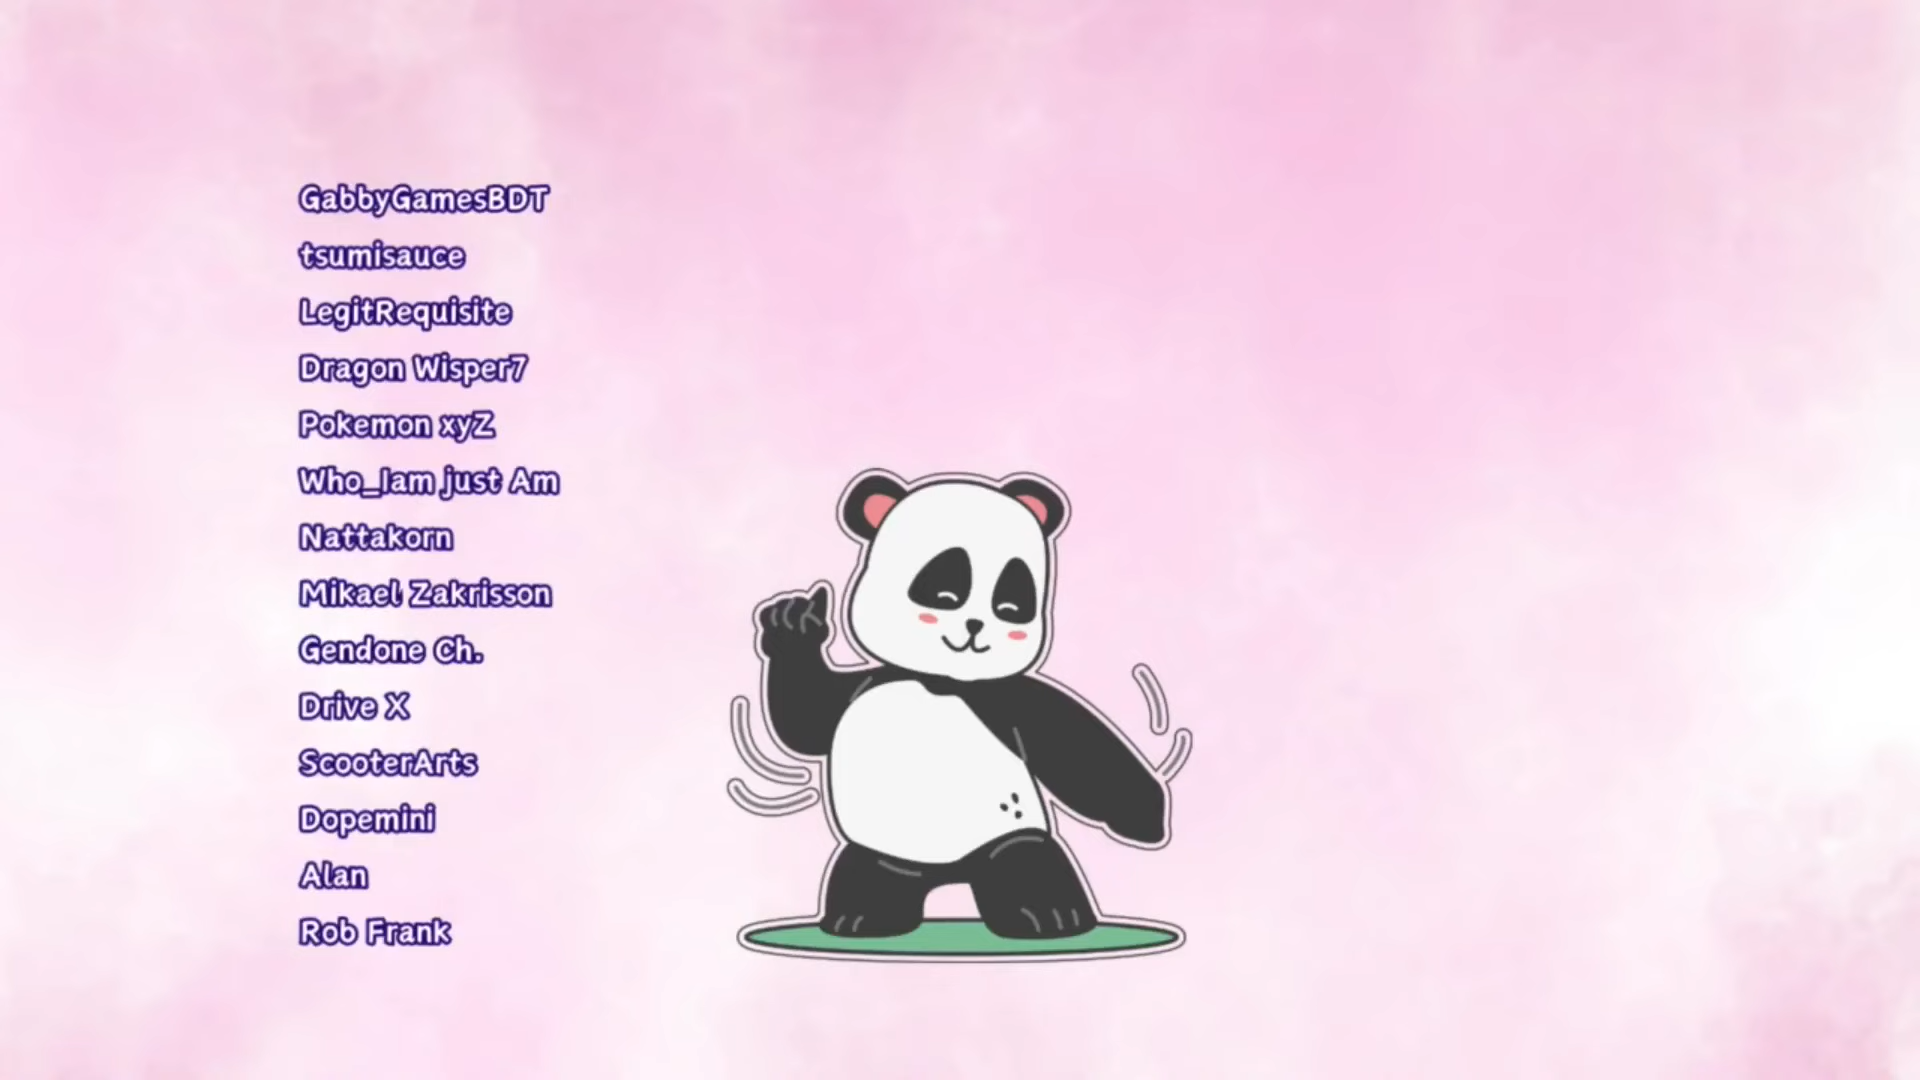 GabbyGamesBDT
tsumisauce
LegitRequisite
Dragon Wisper7
Pokemon xyZ
Who_Iam just Am
Nattakorn
Mikael Zakrisson
Gendone Ch.
Drive X
ScooterArts
Dopemini
Alan
Rob Frank